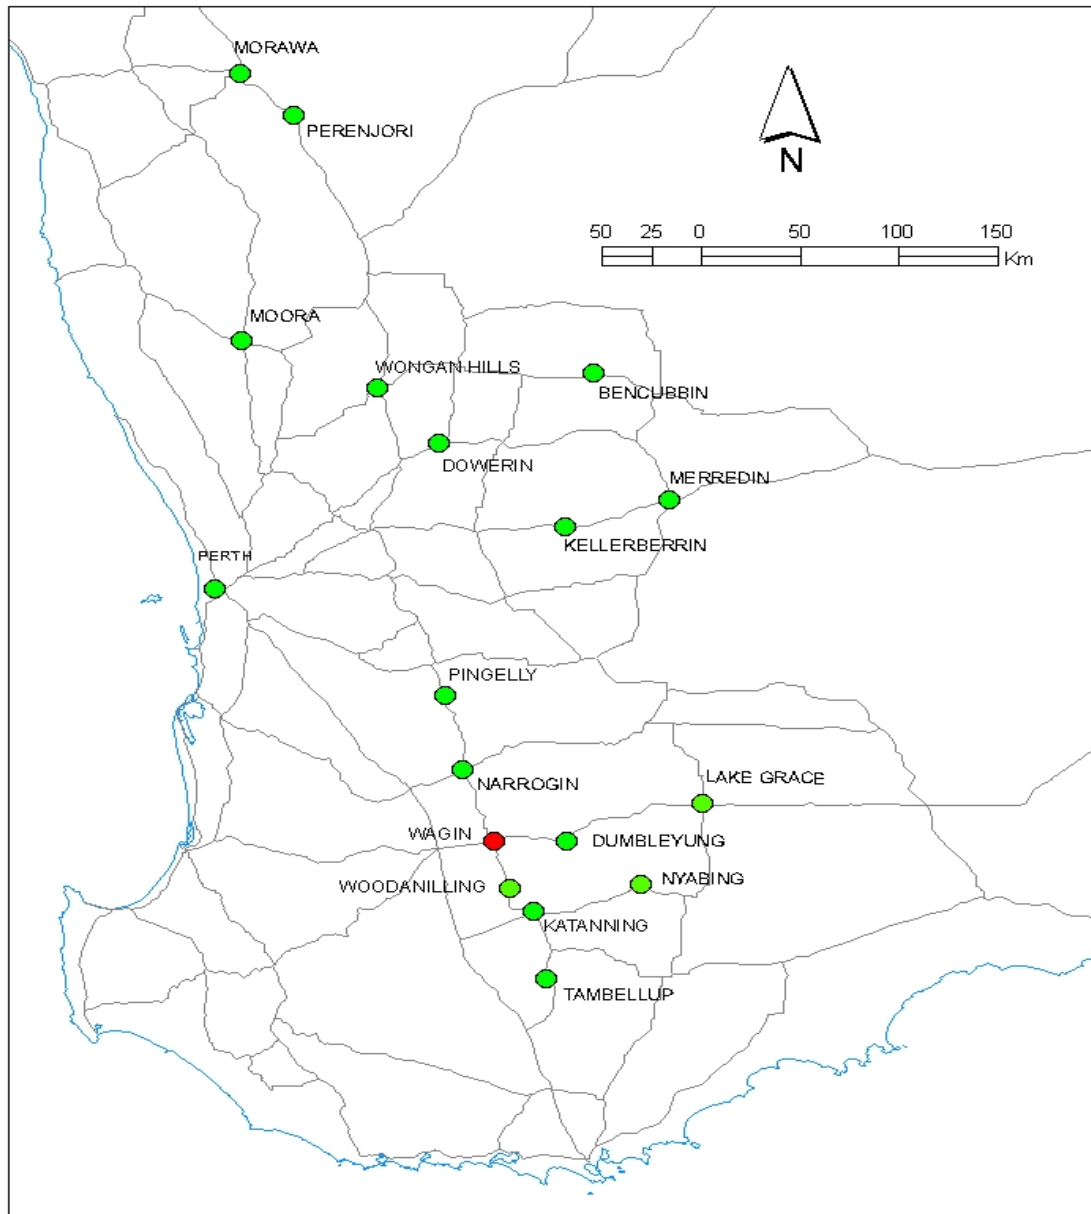 MORAWA
PERENJORI
N
50 25 0 50 100 150
Km
MOORA
WONGAN HILLS
BENCUBBIN
DOWERIN
MERREDIN
KELLERBERRIN
PERTH
PINGELLY
NARROGIN
LAKE GRACE
WAGIN
DUMBLEYUNG
WOODANILLING
NYABING
KATANNING
TAMBELLUP